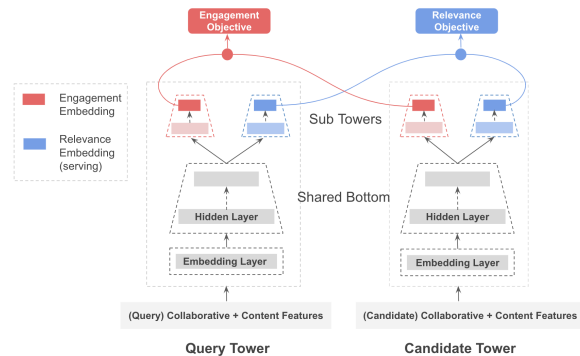 Engagement
Objective
Relevance
Objective
Engagement
Embedding
Relevance
Embedding
(serving)
Sub Towers
Shared Bottom
Hidden Layer
Hidden Layer
Embedding Layer
Embedding Layer
(Query) Collaborative + Content Features
(Candidate) Collaborative + Content Features
Query Tower
Candidate Tower